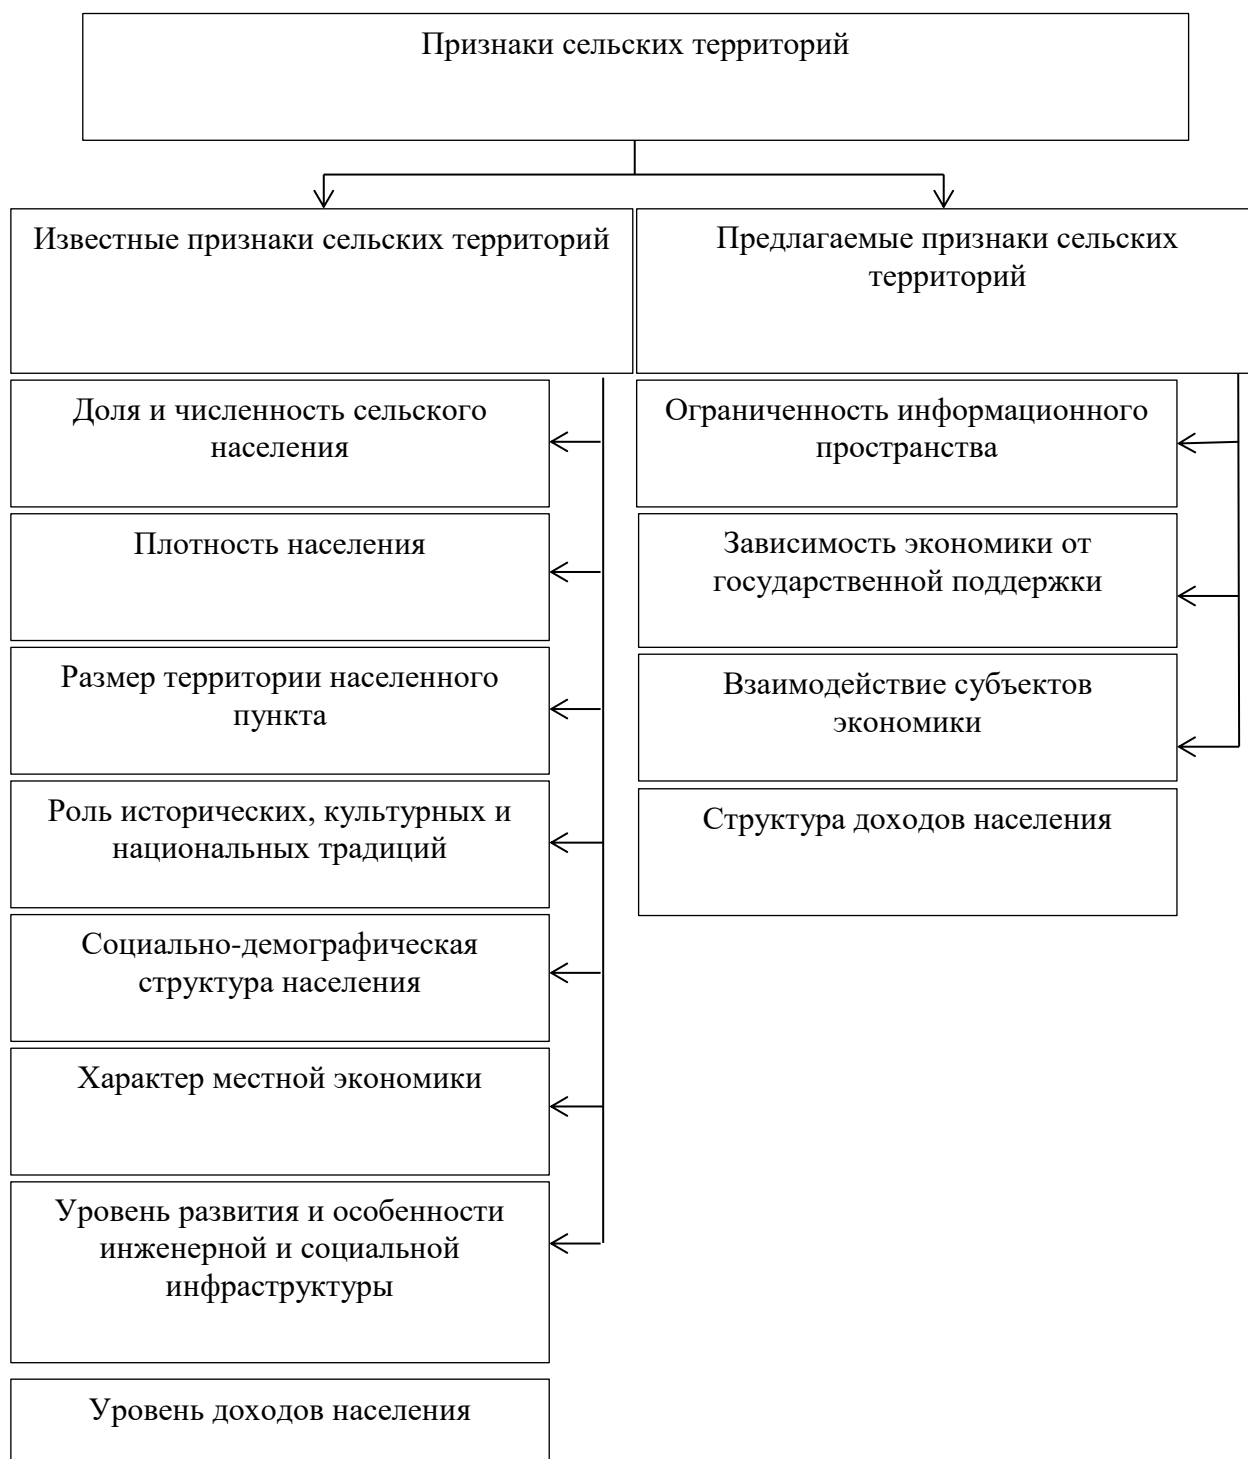 Признаки сельских территорий
Известные признаки сельских территорий
Предлагаемые признаки сельских
территорий
Доля и численность сельского
населения
Плотность населения
Размер территории населенного
пункта
Роль исторических, культурных и
национальных традиций
Социально-демографическая
структура населения
Характер местной экономики
Уровень развития и особенности
инженерной и социальной
инфраструктуры
Уровень доходов населения
Ограниченность информационного
пространства
Зависимость экономики от
государственной поддержки
Взаимодействие субъектов
экономики
Структура доходов населения